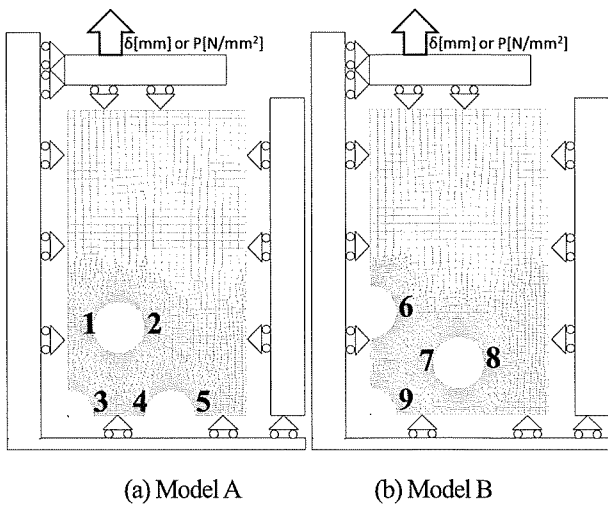 δ[mm] or P[N/mm²]
δ[mm] or P[N/mm²]
1
2
3
4
5
6
7
8
9
(a) Model A
(b) Model B